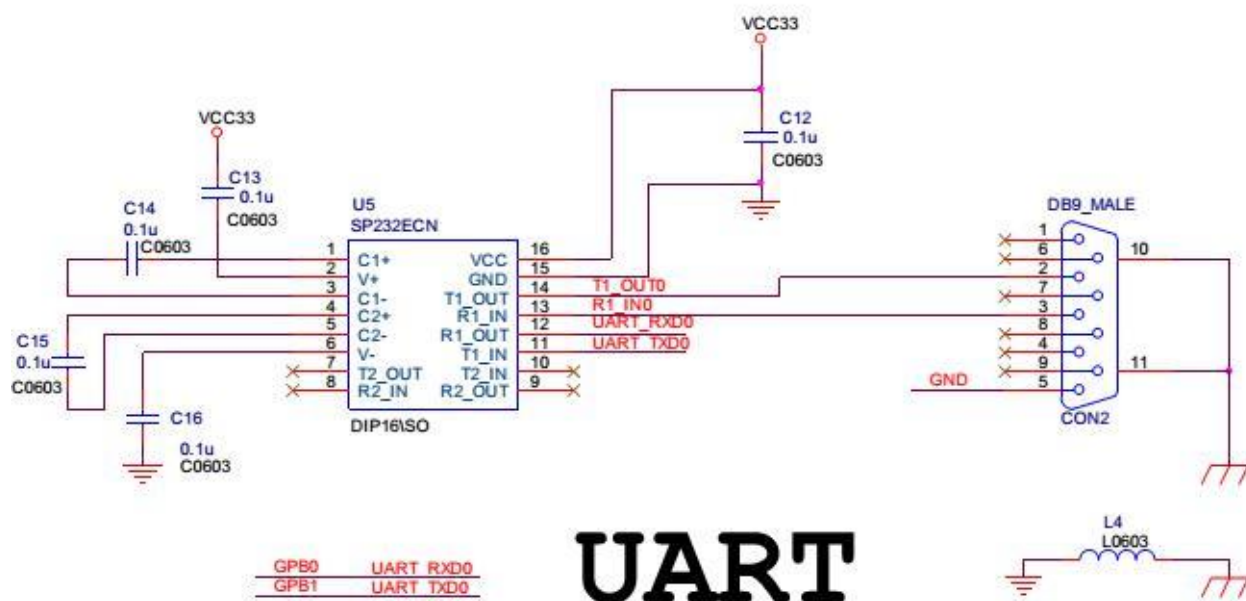 VCC33
VCC33
C12
0.1u
C0603
C13
0.1u
C0603
C14
0.1u
C0603
U5
SP232ECN
DB9_MALE
1 C1+ VCC 16
2 V+ GND 15
3 C1- T1_OUT 14 T1_OUT0
4 C2+ R1_IN 13 R1_IN0
5 C2- R1_OUT 12 UART_RXD0
6 V- T1_IN 11 UART_TXD0
7 T2_OUT T2_IN 10
8 R2_IN R2_OUT 9
DIP16\SO
C15
0.1u
C0603
C16
0.1u
C0603
1
6
2
7
3
8
4
9
5
10
11
GND
CON2
L4
L0603
GPB0 UART_RXD0
GPB1 UART_TXD0
UART